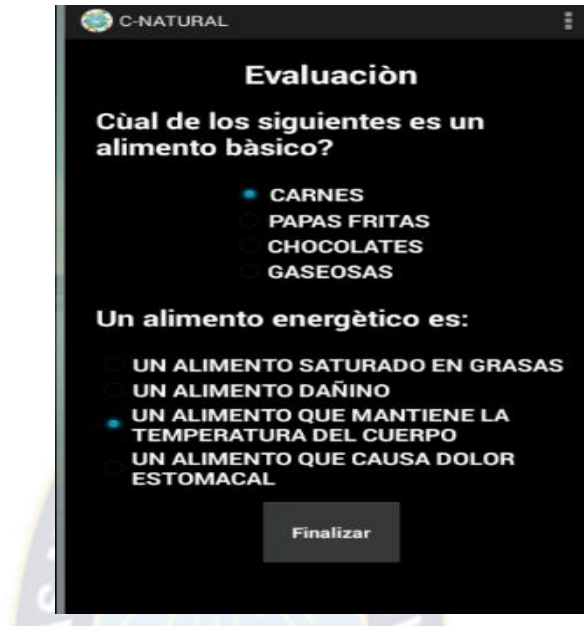 C-NATURAL
Evaluaciòn
Cùal de los siguientes es un
alimento bàsico?
CARNES
PAPAS FRITAS
CHOCOLATES
GASEOSAS
Un alimento energètico es:
UN ALIMENTO SATURADO EN GRASAS
UN ALIMENTO DAÑINO
UN ALIMENTO QUE MANTIENE LA
TEMPERATURA DEL CUERPO
UN ALIMENTO QUE CAUSA DOLOR
ESTOMACAL
Finalizar